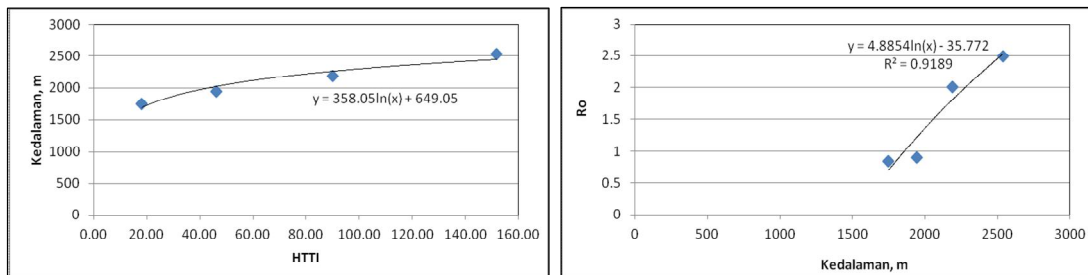 3000
2500
2000
1500
1000
500
0
Kedalaman, m
y = 358.05ln(x) + 649.05
0.00 20.00 40.00 60.00 80.00 100.00 120.00 140.00 160.00
HTTI
3
2.5
2
1.5
1
0.5
0
Ro
y = 4.8854ln(x) - 35.772
R² = 0.9189
0 500 1000 1500 2000 2500 3000
Kedalaman, m